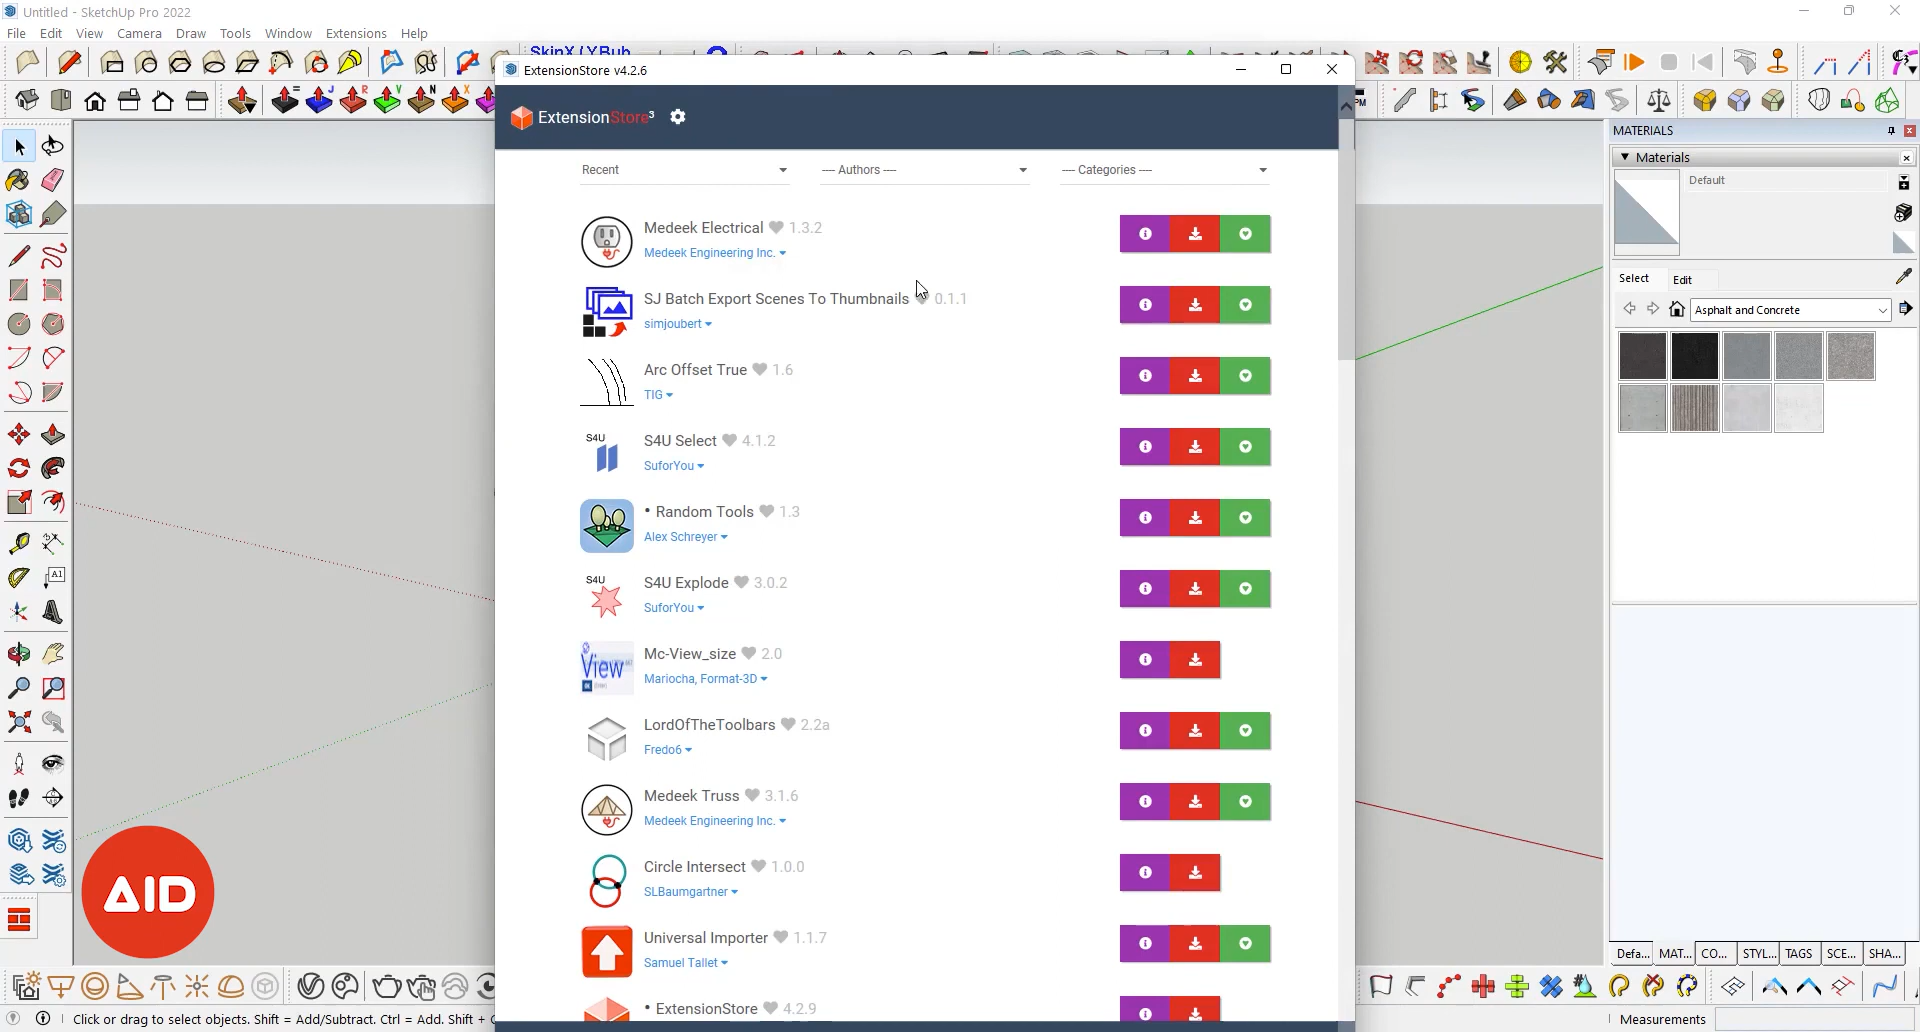 Untitled - SketchUp Pro 2022
File Edit View Camera Draw Tools Window Extensions Help
ExtensionStore v4.2.6
ExtensionStore³
Recent
---- Authors ----
---- Categories ----
Medeek Electrical 1.3.2
Medeek Engineering Inc.
SJ Batch Export Scenes To Thumbnails 0.1.1
simjoubert
Arc Offset True 1.6
TIG
S4U
S4U Select 4.1.2
SuforYou
• Random Tools 1.3
Alex Schreyer
S4U
S4U Explode 3.0.2
SuforYou
View
Mc-View_size 2.0
Mariocha, Format-3D
LordOfTheToolbars 2.2a
Fredo6
Medeek Truss 3.1.6
Medeek Engineering Inc.
Circle Intersect 1.0.0
SLBaumgartner
Universal Importer 1.1.7
Samuel Tallet
• ExtensionStore 4.2.9
AID
MATERIALS
Materials
Default
Select Edit
Asphalt and Concrete
Defa... MAT... CO... STYL... TAGS SCE... SHA...
Click or drag to select objects. Shift = Add/Subtract. Ctrl = Add. Shift +
Measurements